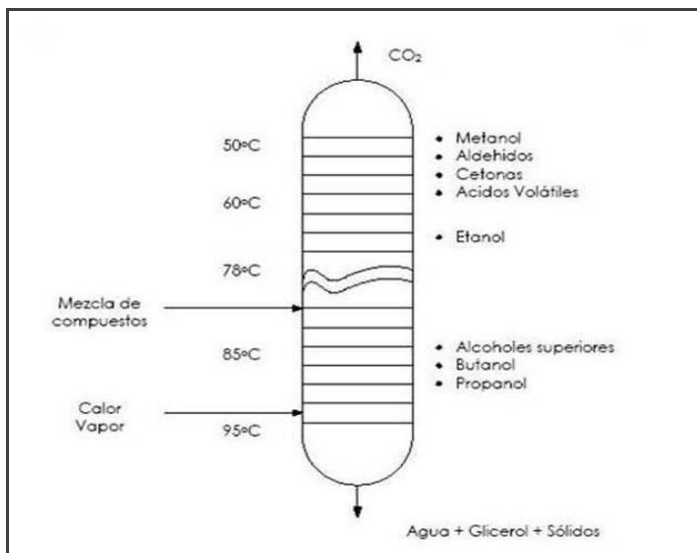 CO₂
50ºC
• Metanol
• Aldehidos
• Cetonas
• Acidos Volátiles
60ºC
• Etanol
78ºC
Mezcla de
compuestos
• Alcoholes superiores
85ºC
• Butanol
• Propanol
Calor
Vapor
95ºC
Agua + Glicerol + Sólidos